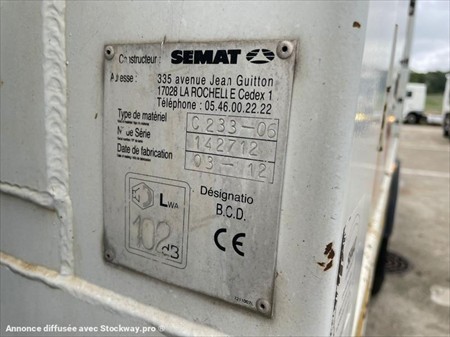 Constructeur : SEMAT
Adresse : 335 avenue Jean Guitton
17028 LA ROCHELLE Cedex 1
Téléphone : 05.46.00.22.22
Type de matériel C233-06
N° de Série 142712
Date de fabrication 03-12
LWA
102 dB
Désignatio
B.C.D.
CE
Annonce diffusée avec Stockway.pro